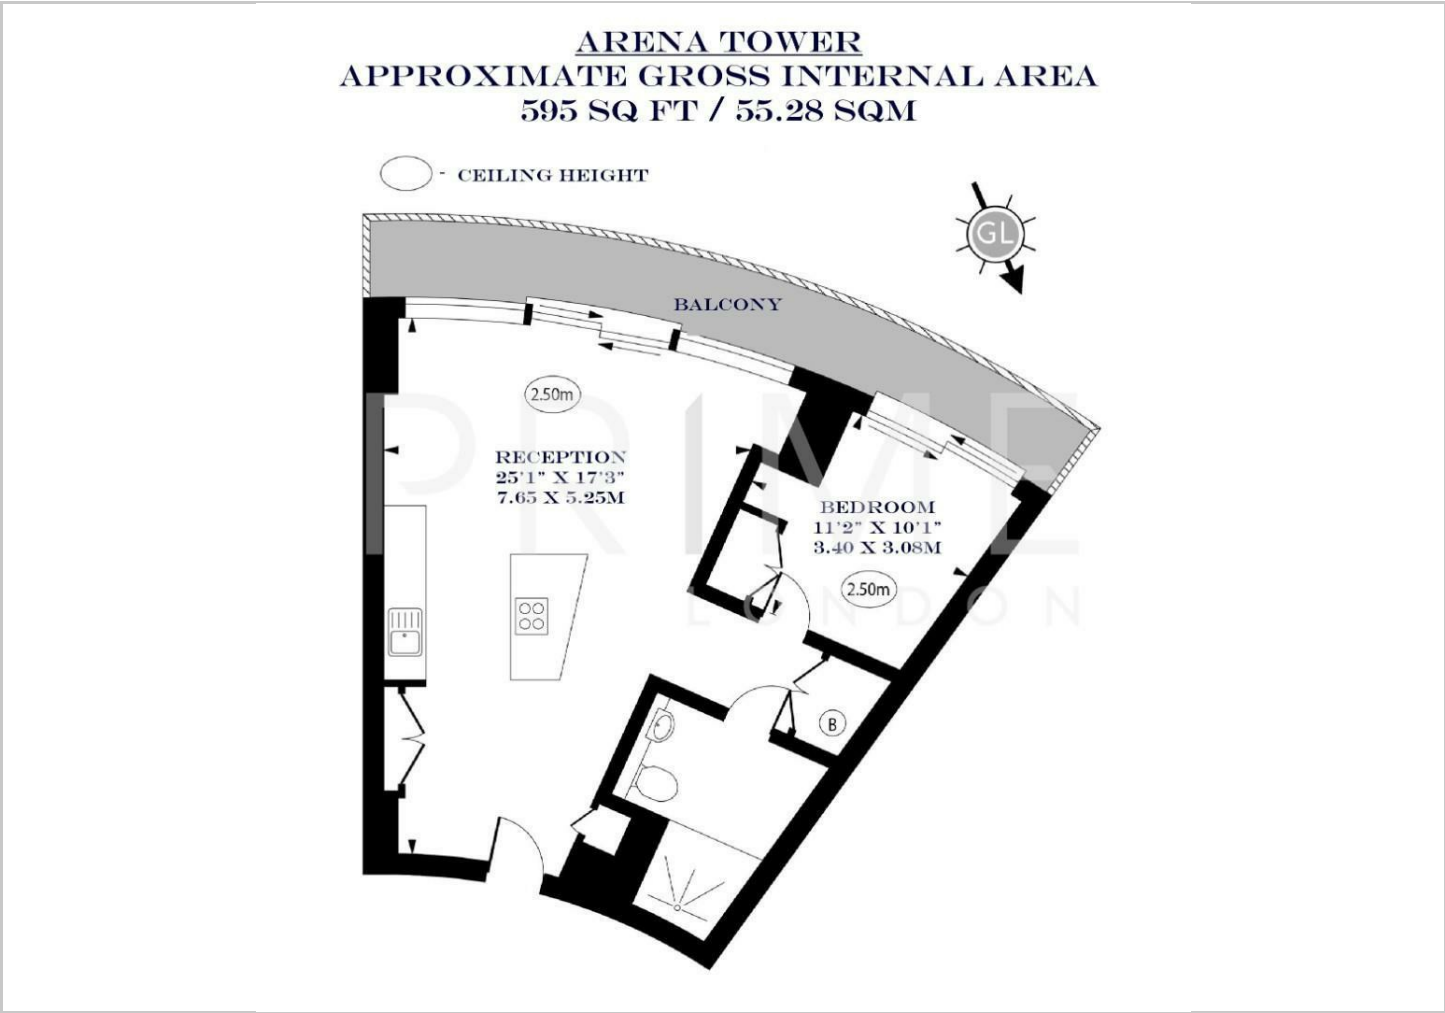 ARENA TOWER
APPROXIMATE GROSS INTERNAL AREA
595 SQ FT / 55.28 SQM
- CEILING HEIGHT
GL
BALCONY
2.50m
RECEPTION
25'1" X 17'3"
7.65 X 5.25M
BEDROOM
11'2" X 10'1"
3.40 X 3.08M
2.50m
B
PRIME
LONDON